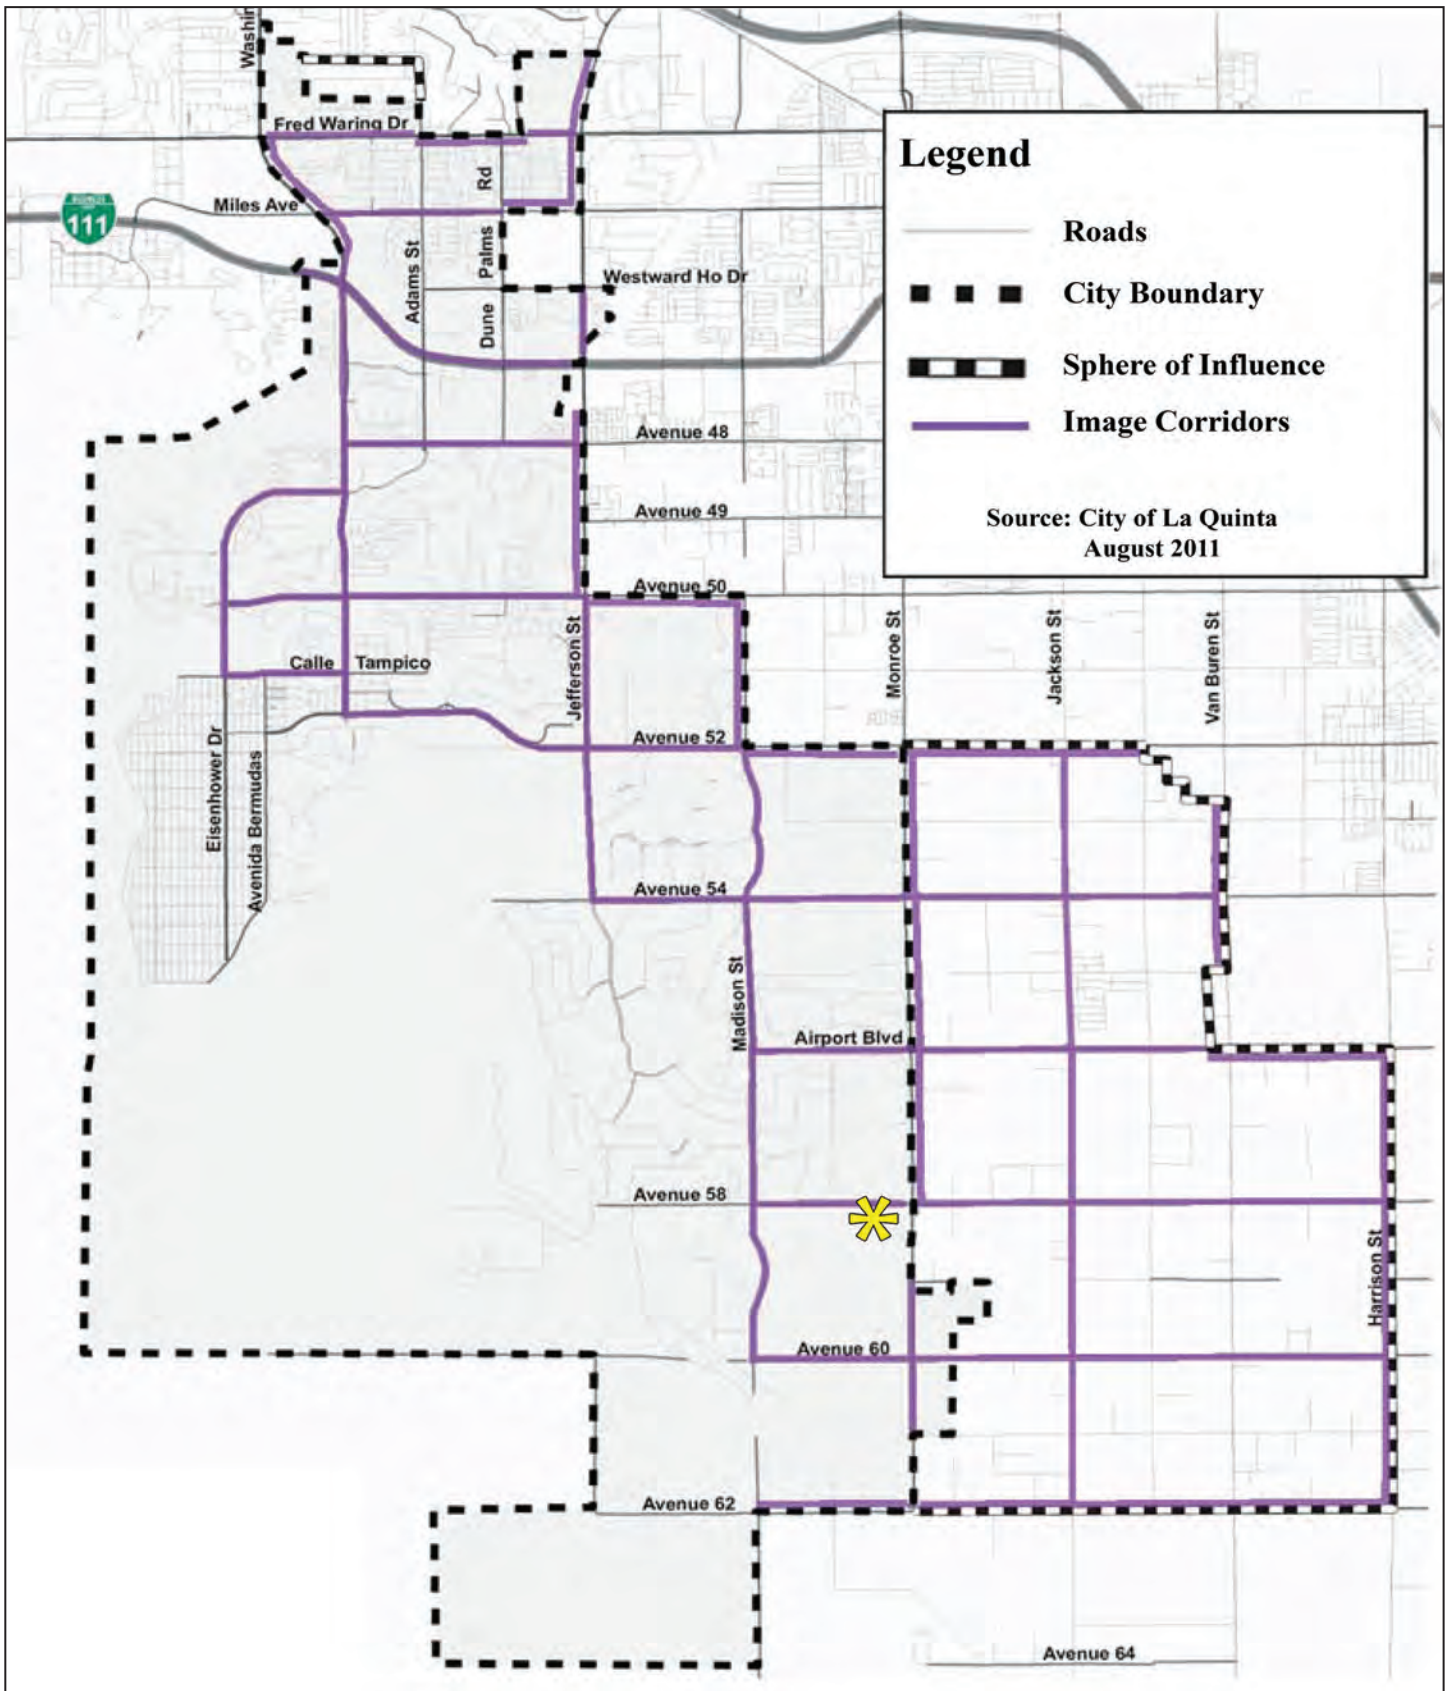 Washin
Fred Waring Dr
Rd
Miles Ave
BUSINESS
111
Adams St
Palms
Dune
Westward Ho Dr
Legend
Roads
City Boundary
Sphere of Influence
Image Corridors
Source: City of La Quinta
August 2011
Avenue 48
Avenue 49
Avenue 50
Jefferson St
Monroe St
Jackson St
Van Buren St
Calle Tampico
Eisenhower Dr
Avenida Bermudas
Avenue 52
Avenue 54
Madison St
Airport Blvd
Avenue 58
Harrison St
Avenue 60
Avenue 62
Avenue 64